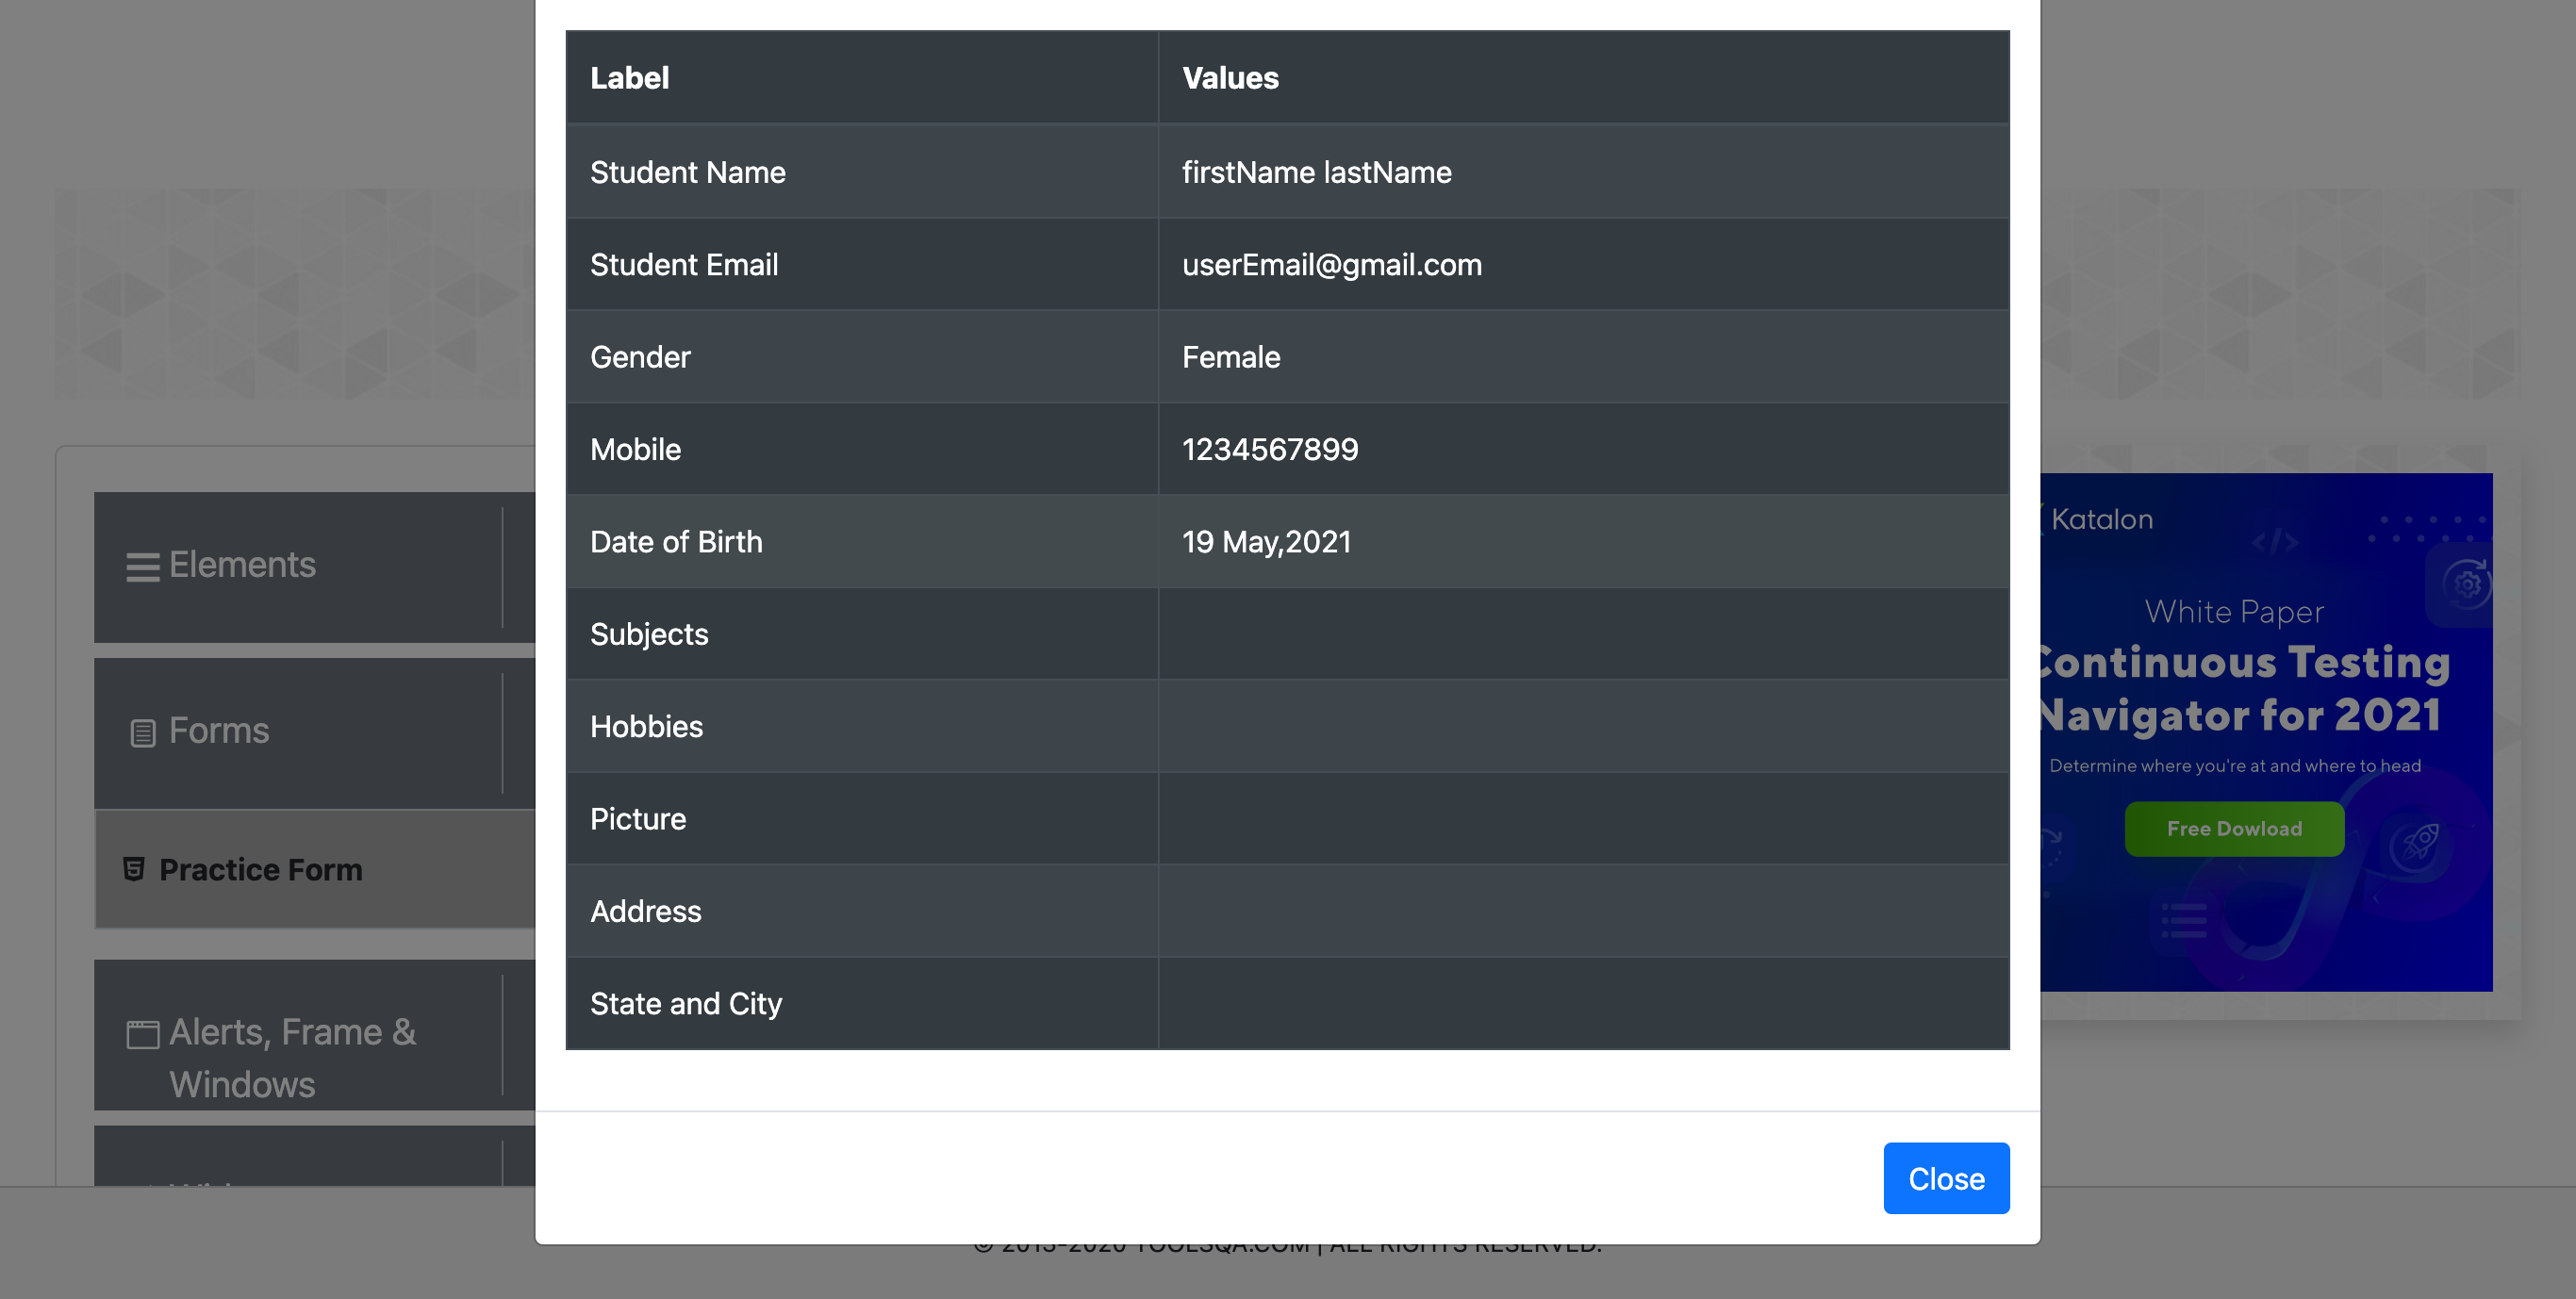 Label Values
Student Name firstName lastName
Student Email userEmail@gmail.com
Gender Female
Mobile 1234567899
Date of Birth 19 May,2021
Subjects
Hobbies
Picture
Address
State and City
Close
Elements
Forms
Practice Form
Alerts, Frame &
Windows
Katalon
White Paper
Continuous Testing
Navigator for 2021
Determine where you're at and where to head
Free Dowload
© 2013-2020 TOOLSQA.COM | ALL RIGHTS RESERVED.